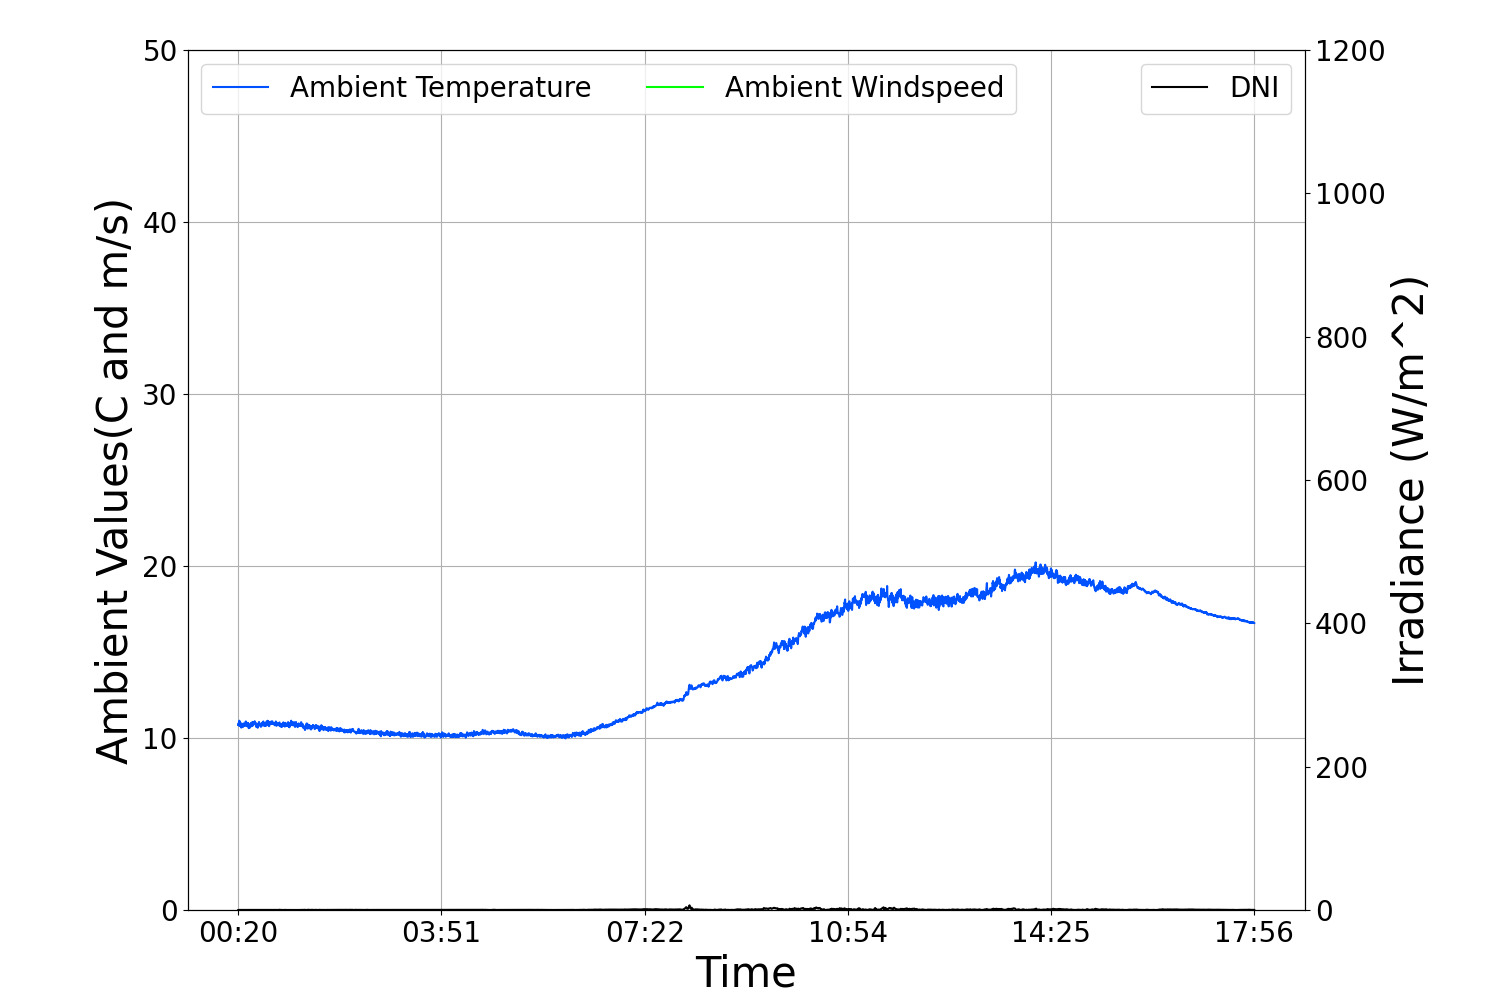 Ambient Temperature
Ambient Windspeed
DNI
Ambient Values(C and m/s)
50
40
30
20
10
0
1200
1000
800
600
400
200
0
Irradiance (W/m^2)
00:20 03:51 07:22 10:54 14:25 17:56
Time